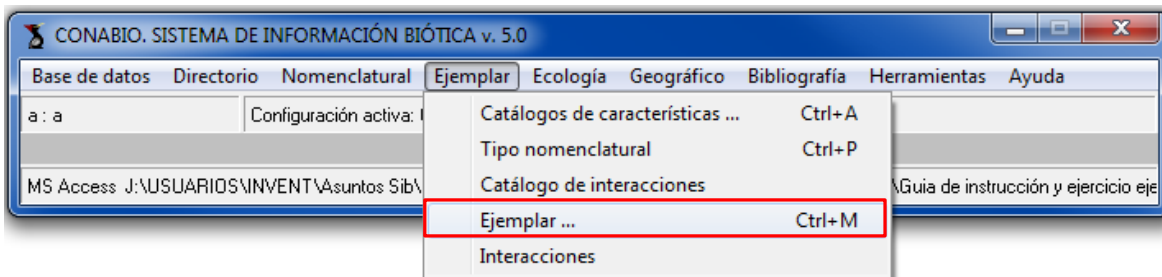 CONABIO. SISTEMA DE INFORMACIÓN BIÓTICA v. 5.0
Base de datos Directorio Nomenclatural Ejemplar Ecología Geográfico Bibliografía Herramientas Ayuda
a : a Configuración activa:
Catálogos de características ... Ctrl+A
Tipo nomenclatural Ctrl+P
Catálogo de interacciones
MS Access J:\USUARIOS\INVENT\Asuntos Sib\ \Guia de instrucción y ejercicio eje
Ejemplar ... Ctrl+M
Interacciones